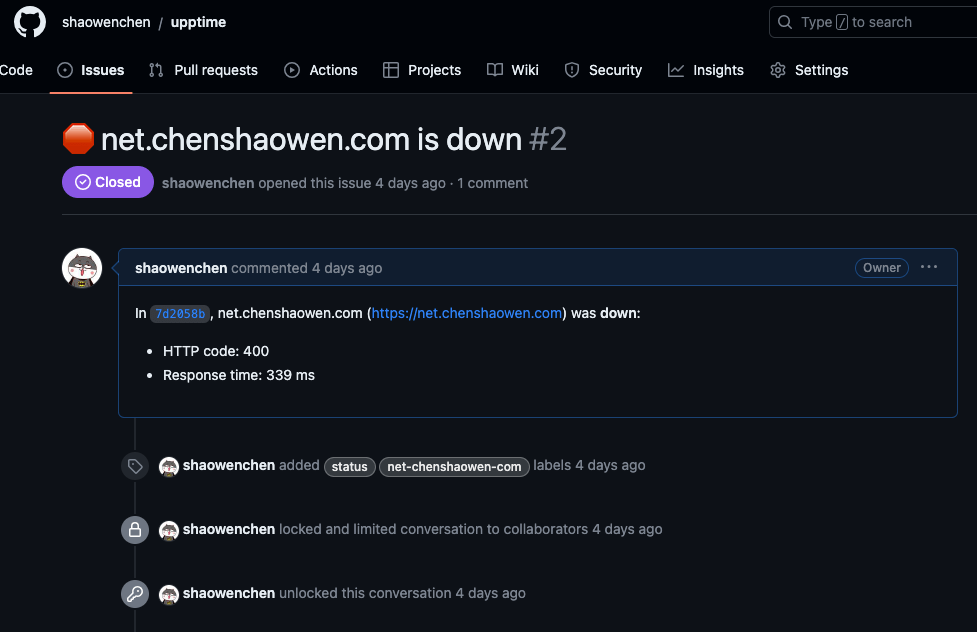 shaowenchen / upptime
Type / to search
Code Issues Pull requests Actions Projects Wiki Security Insights Settings
net.chenshaowen.com is down #2
Closed shaowenchen opened this issue 4 days ago · 1 comment
shaowenchen commented 4 days ago Owner ...
In 7d2058b, net.chenshaowen.com (https://net.chenshaowen.com) was down:
• HTTP code: 400
• Response time: 339 ms
shaowenchen added status net-chenshaowen-com labels 4 days ago
shaowenchen locked and limited conversation to collaborators 4 days ago
shaowenchen unlocked this conversation 4 days ago